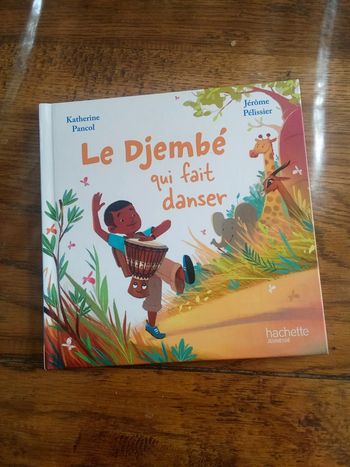 Katherine
Pancol
Jérôme
Pélissier
Le Djembé
qui fait
danser
hachette
JEUNESSE